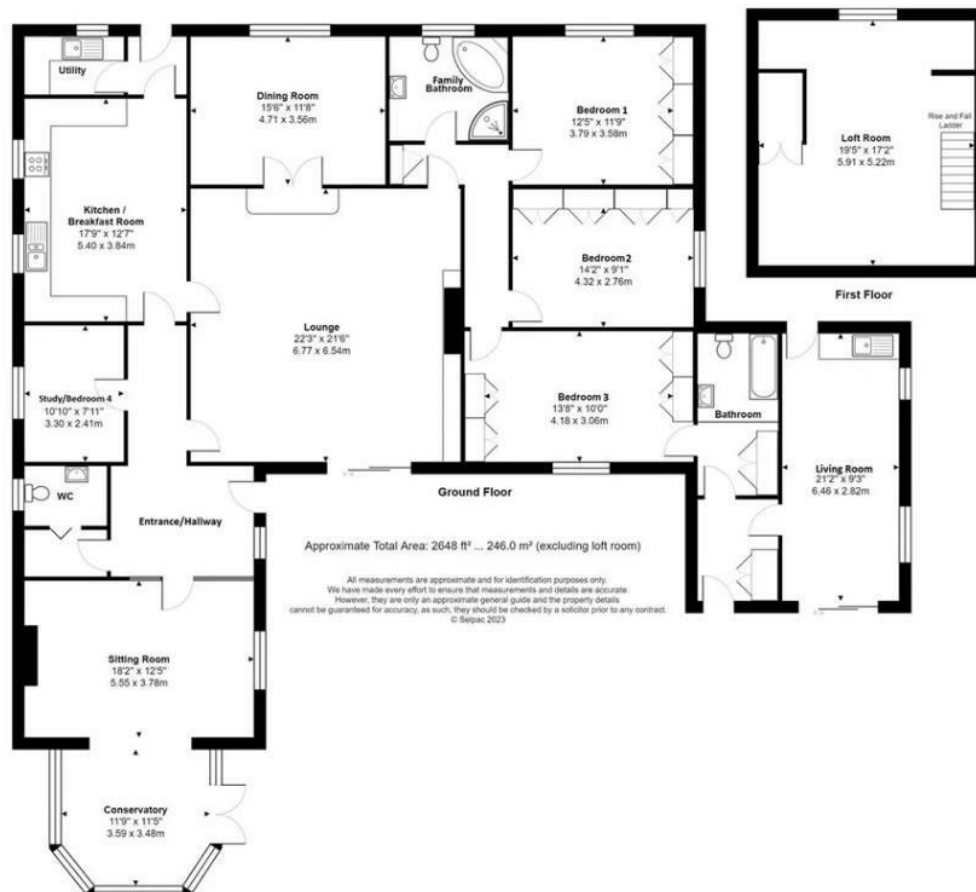 Utility
Dining Room
15'6" x 11'8"
4.71 x 3.56m
Family
Bathroom
Bedroom 1
12'5" x 11'9"
3.79 x 3.58m
Loft Room
19'5" x 17'2"
5.91 x 5.22m
Rise and Fall
Ladder
First Floor
Kitchen /
Breakfast Room
17'9" x 12'7"
5.40 x 3.84m
Bedroom2
14'2" x 9'1"
4.32 x 2.76m
Lounge
22'3" x 21'6"
6.77 x 6.54m
Study/Bedroom 4
10'10" x 7'11"
3.30 x 2.41m
Bedroom 3
13'8" x 10'0"
4.18 x 3.06m
Bathroom
Living Room
21'2" x 9'3"
6.46 x 2.82m
WC
Entrance/Hallway
Ground Floor
Approximate Total Area: 2648 ft² ... 246.0 m² (excluding loft room)
All measurements are approximate and for identification purposes only.
We have made every effort to ensure that measurements and details are accurate.
However, they are only an approximate general guide and the property details
cannot be guaranteed for accuracy, as such, they should be checked by a solicitor prior to any contract.
© Seipac 2023
Sitting Room
18'2" x 12'5"
5.55 x 3.78m
Conservatory
11'9" x 11'5"
3.59 x 3.48m